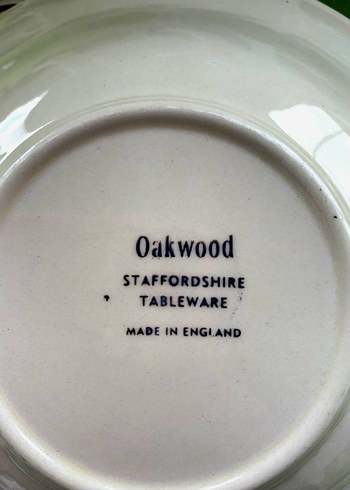 Oakwood
STAFFORDSHIRE
TABLEWARE
MADE IN ENGLAND